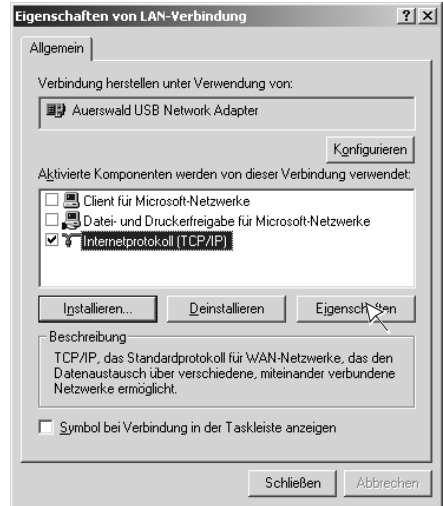 Eigenschaften von LAN-Verbindung
Allgemein
Verbindung herstellen unter Verwendung von:
Auerswald USB Network Adapter
Konfigurieren
Aktivierte Komponenten werden von dieser Verbindung verwendet:
Client für Microsoft-Netzwerke
Datei- und Druckerfreigabe für Microsoft-Netzwerke
Internetprotokoll (TCP/IP)
Installieren... Deinstallieren Eigenschaften
Beschreibung
TCP/IP, das Standardprotokoll für WAN-Netzwerke, das den
Datenaustausch über verschiedene, miteinander verbundene
Netzwerke ermöglicht.
Symbol bei Verbindung in der Taskleiste anzeigen
Schließen Abbrechen